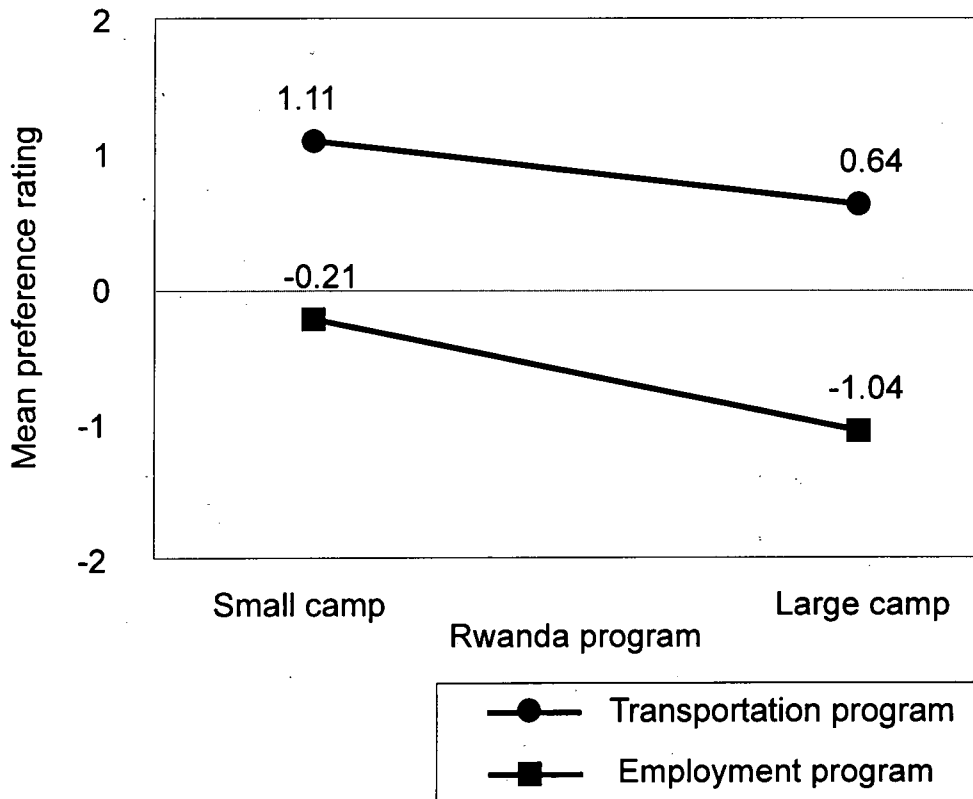 2
1.11
1
0.64
Mean preference rating
0
-0.21
-1.04
-1
-2
Small camp
Large camp
Rwanda program
Transportation program
Employment program